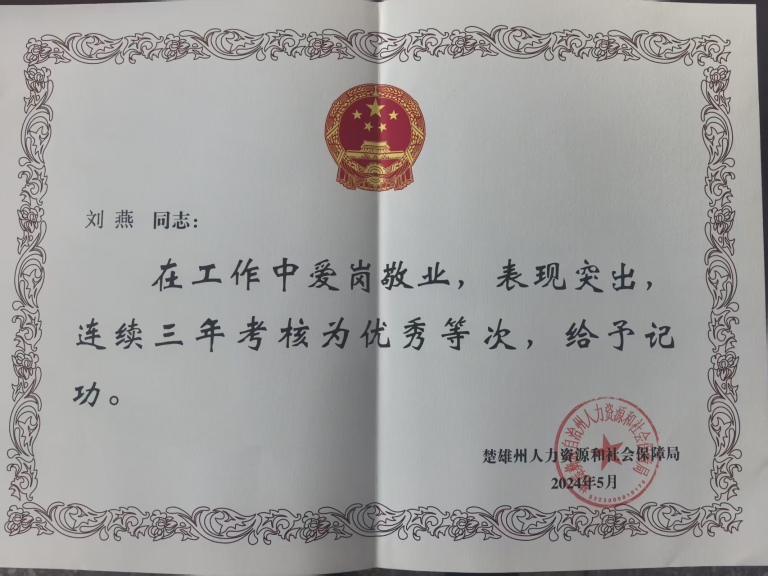 刘燕 同志：
在工作中爱岗敬业，表现突出，
连续三年考核为优秀等次，给予记
功。
楚雄州人力资源和社会保障局
2024年5月